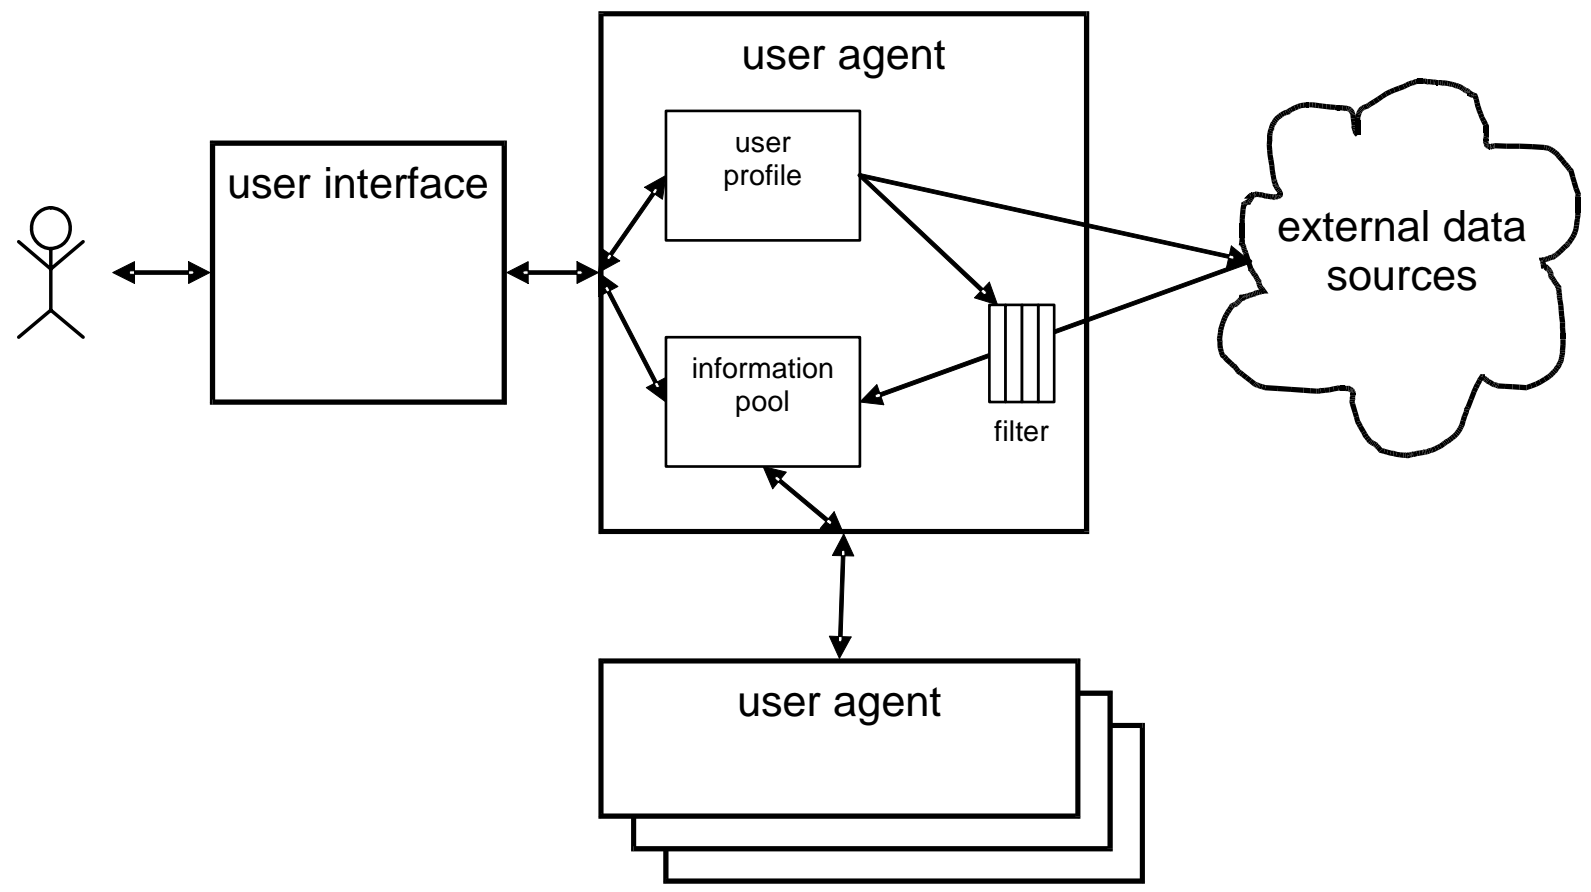 user agent
user
profile
user interface
external data
sources
information
pool
filter
user agent